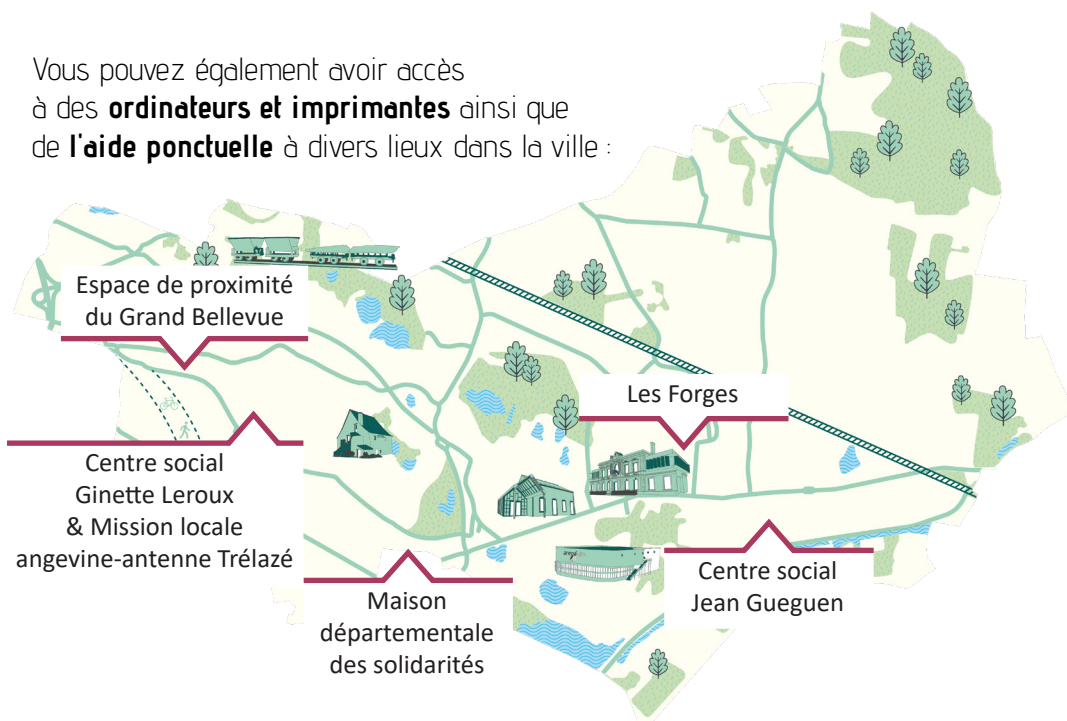 Vous pouvez également avoir accès
à des ordinateurs et imprimantes ainsi que
de l'aide ponctuelle à divers lieux dans la ville :
Espace de proximité
du Grand Bellevue
Les Forges
Centre social
Ginette Leroux
& Mission locale
angevine-antenne Trélazé
Maison
départementale
des solidarités
Centre social
Jean Gueguen